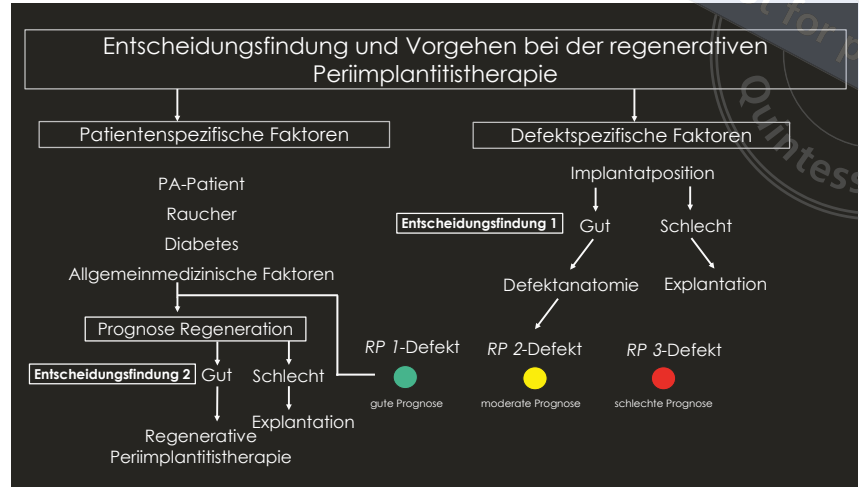 Entscheidungsfindung und Vorgehen bei der regenerativen
Periimplantitistherapie
Patientenspezifische Faktoren
Defektspezifische Faktoren
PA-Patient
Raucher
Diabetes
Allgemeinmedizinische Faktoren
Implantatposition
Entscheidungsfindung 1
Gut
Schlecht
Defektanatomie
Explantation
Prognose Regeneration
RP 1-Defekt
RP 2-Defekt
RP 3-Defekt
gute Prognose
moderate Prognose
schlechte Prognose
Entscheidungsfindung 2
Gut
Schlecht
Explantation
Regenerative
Periimplantitistherapie
for